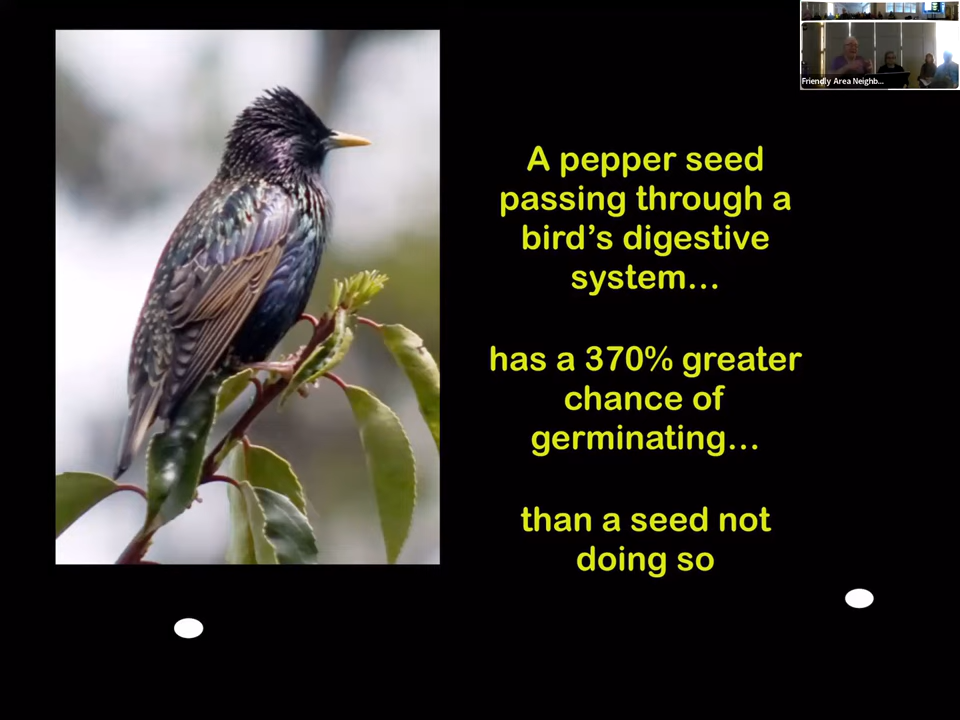 Friendly Area Neighb...
A pepper seed
passing through a
bird’s digestive
system...
has a 370% greater
chance of
germinating...
than a seed not
doing so